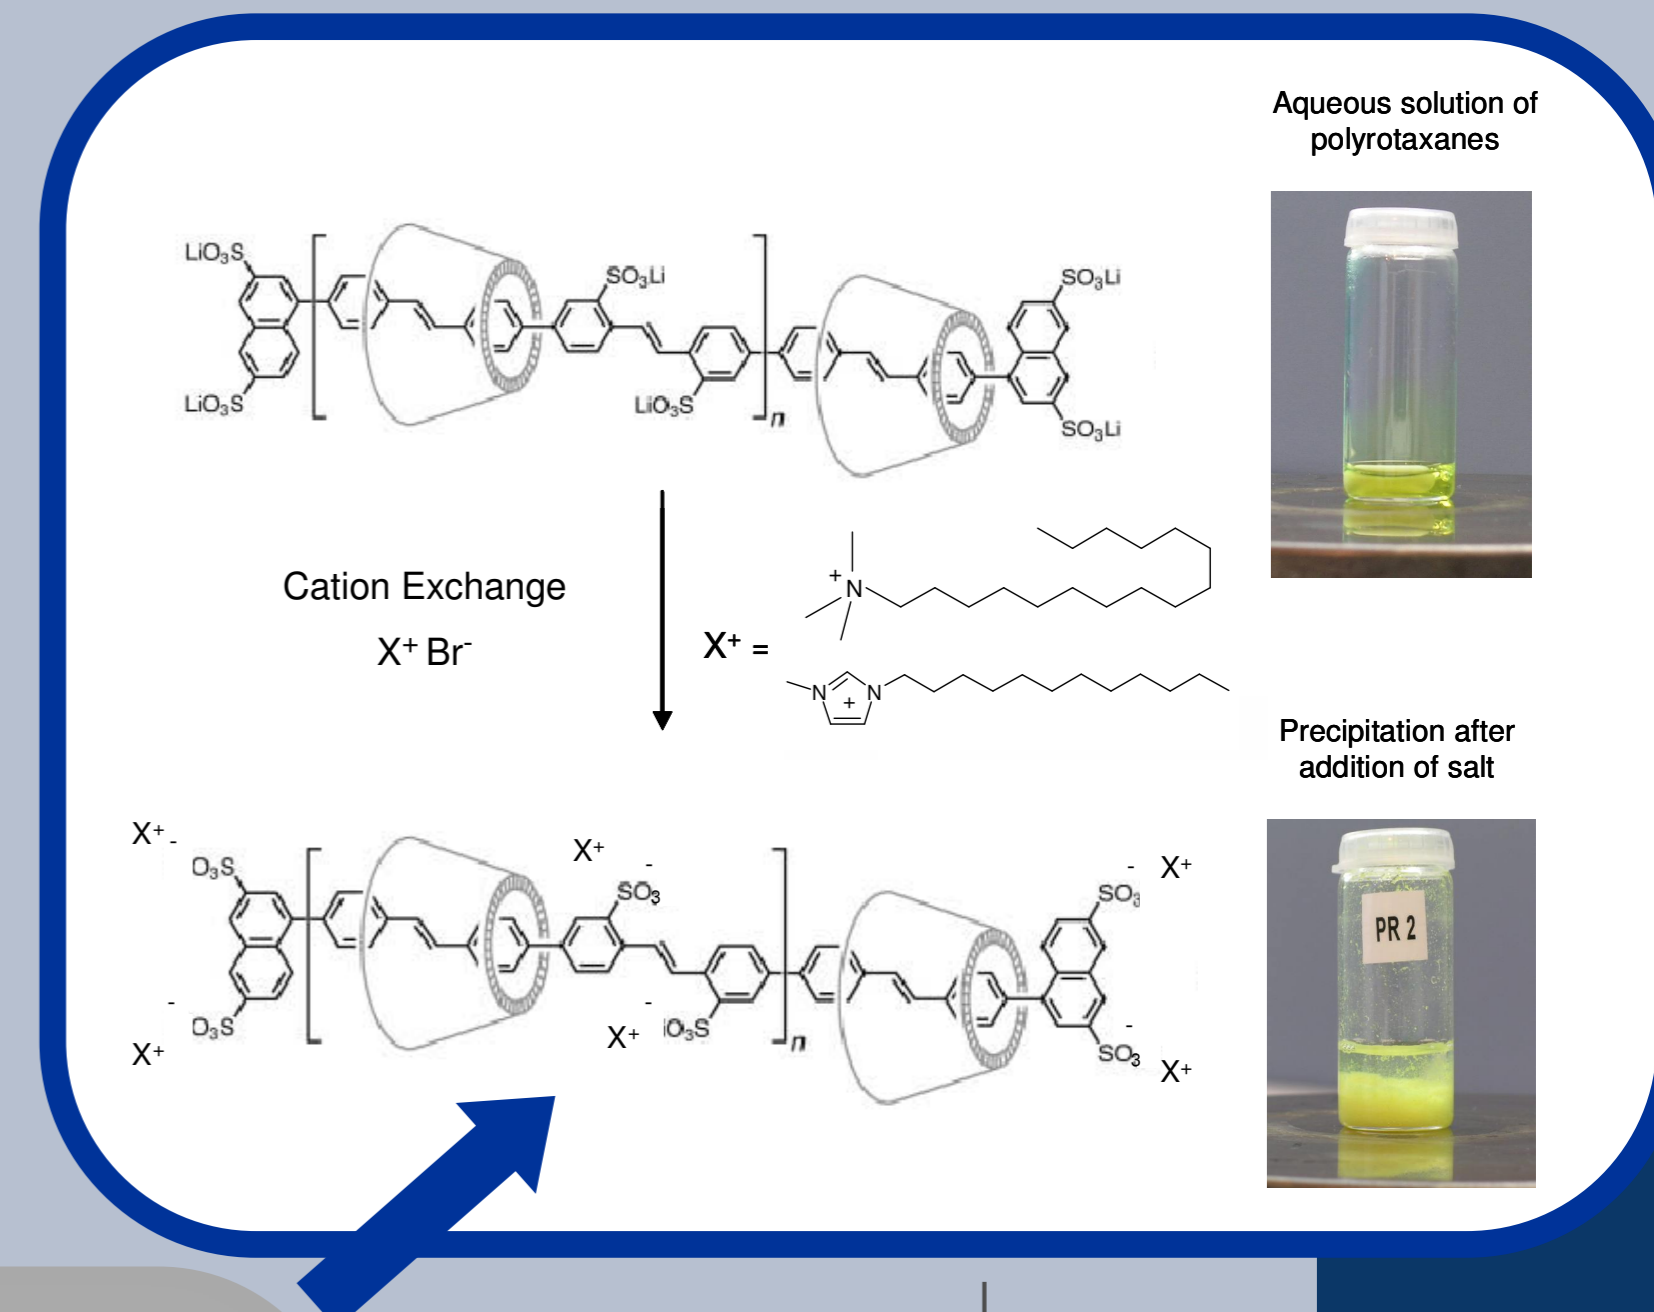 Aqueous solution of
polyrotaxanes
LiO₃S
SO₃Li
SO₃Li
LiO₃S
LiO₃S
n
SO₃Li
Cation Exchange
X⁺ Br⁻
X⁺ =
+
N
N
+
N
Precipitation after
addition of salt
X⁺ -
O₃S
X⁺
-
SO₃
-
X⁺
SO₃
PR 2
-
O₃S
X⁺
-
X⁺
iO₃S
n
-
SO₃
X⁺